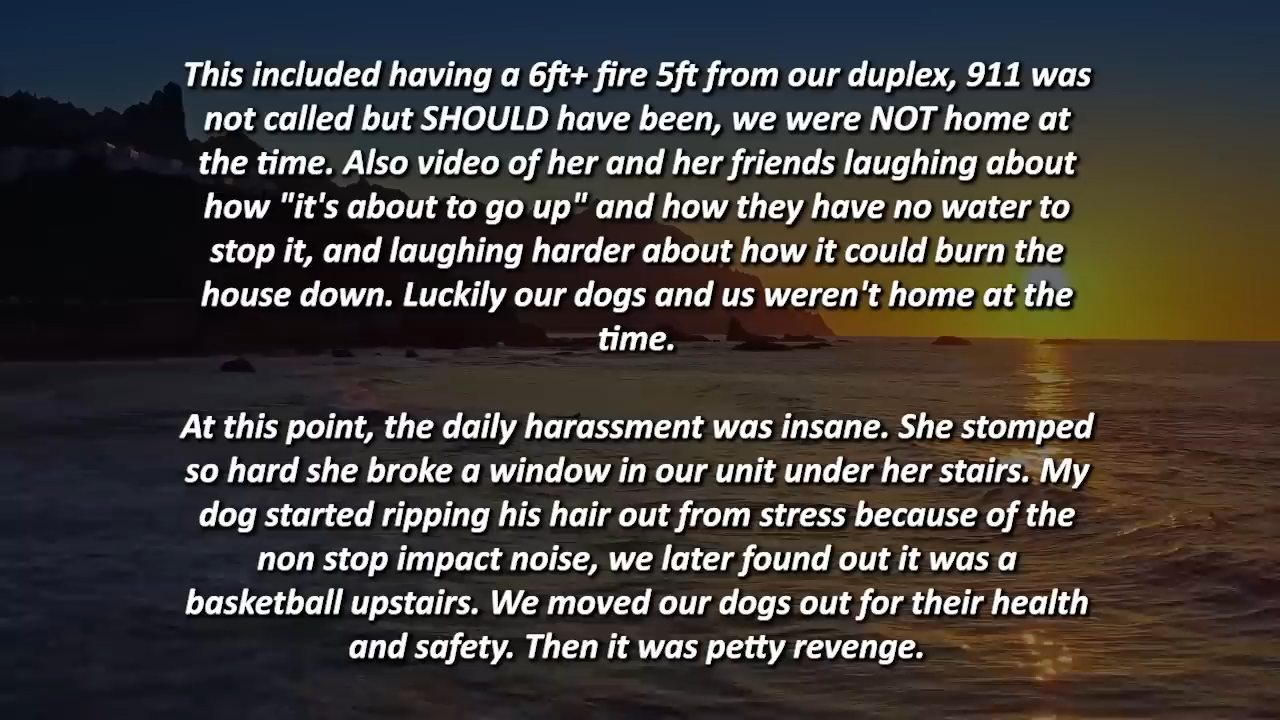 This included having a 6ft+ fire 5ft from our duplex, 911 was
not called but SHOULD have been, we were NOT home at
the time. Also video of her and her friends laughing about
how "it's about to go up" and how they have no water to
stop it, and laughing harder about how it could burn the
house down. Luckily our dogs and us weren't home at the
time.
At this point, the daily harassment was insane. She stomped
so hard she broke a window in our unit under her stairs. My
dog started ripping his hair out from stress because of the
non stop impact noise, we later found out it was a
basketball upstairs. We moved our dogs out for their health
and safety. Then it was petty revenge.